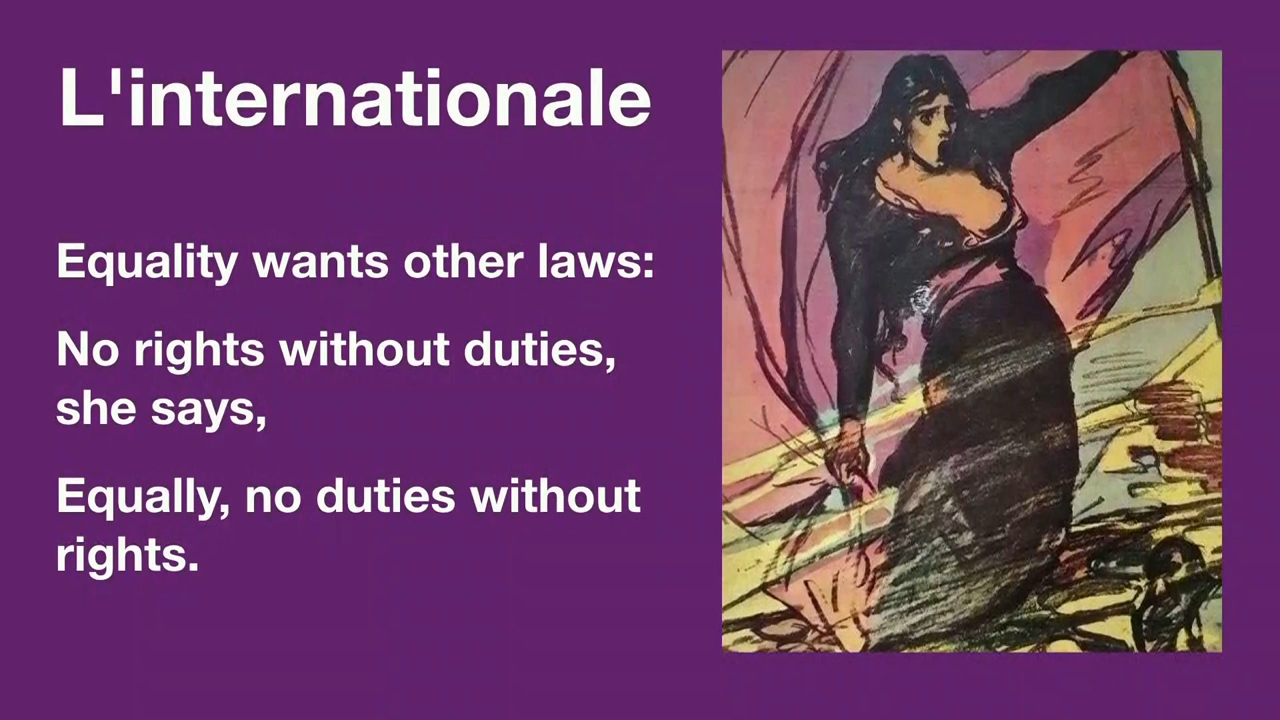 L'internationale
Equality wants other laws:
No rights without duties,
she says,
Equally, no duties without
rights.